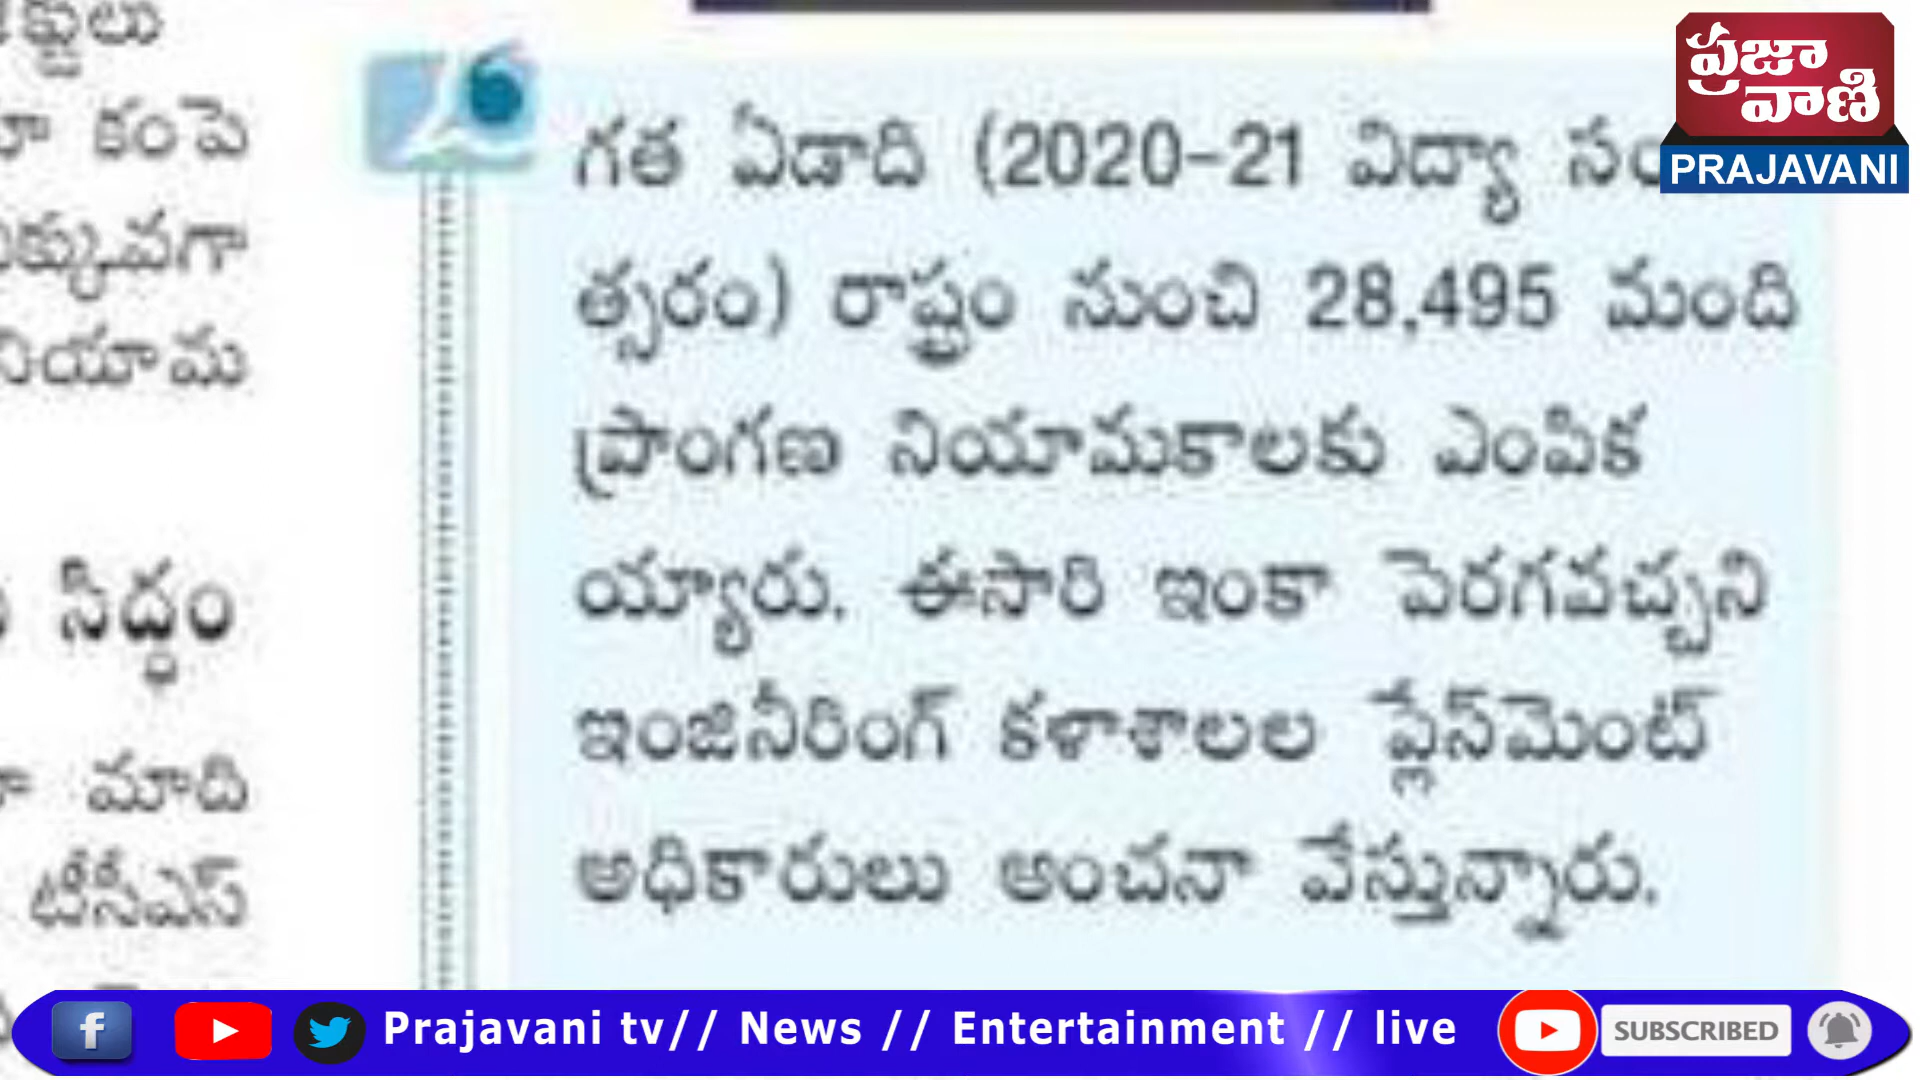 కంపె
క్కువగా
నియామ
సిద్ధం
మాది
టీసీఎస్
గత ఏడాది (2020-21 విద్యా సం
త్సరం) రాష్ట్రం నుంచి 28,495 మంది
ప్రాంగణ నియామకాలకు ఎంపిక
య్యారు. ఈసారి ఇంకా పెరగవచ్చని
ఇంజినీరింగ్ కళాశాలల ప్లేస్‌మెంట్
అధికారులు అంచనా వేస్తున్నారు.
ప్రజా
వాణి
PRAJAVANI
Prajavani tv// News // Entertainment // live
SUBSCRIBED